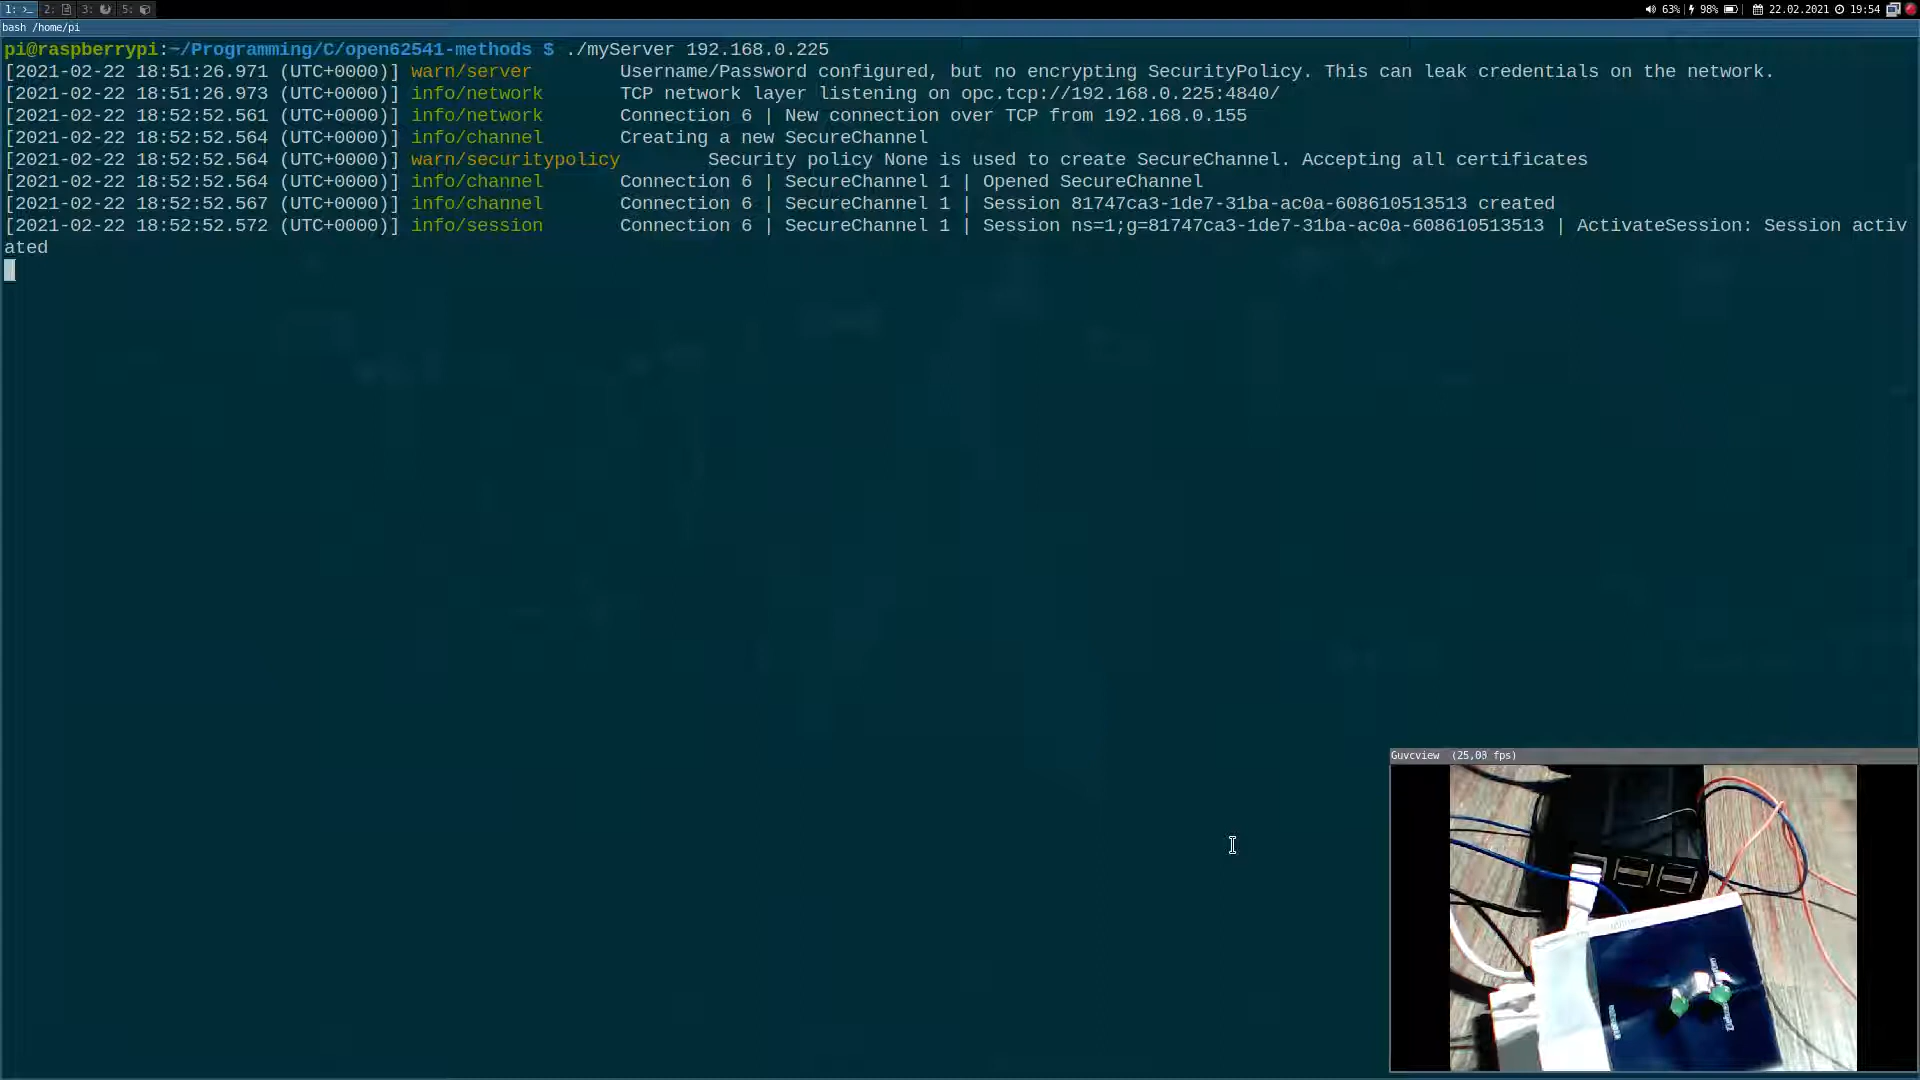 1: >_ 2: 3: 5: 63% 98% 22.02.2021 19:54
bash /home/pi
pi@raspberrypi:~/Programming/C/open62541-methods $ ./myServer 192.168.0.225
[2021-02-22 18:51:26.971 (UTC+0000)] warn/server Username/Password configured, but no encrypting SecurityPolicy. This can leak credentials on the network.
[2021-02-22 18:51:26.973 (UTC+0000)] info/network TCP network layer listening on opc.tcp://192.168.0.225:4840/
[2021-02-22 18:52:52.561 (UTC+0000)] info/network Connection 6 | New connection over TCP from 192.168.0.155
[2021-02-22 18:52:52.564 (UTC+0000)] info/channel Creating a new SecureChannel
[2021-02-22 18:52:52.564 (UTC+0000)] warn/securitypolicy Security policy None is used to create SecureChannel. Accepting all certificates
[2021-02-22 18:52:52.564 (UTC+0000)] info/channel Connection 6 | SecureChannel 1 | Opened SecureChannel
[2021-02-22 18:52:52.567 (UTC+0000)] info/channel Connection 6 | SecureChannel 1 | Session 81747ca3-1de7-31ba-ac0a-608610513513 created
[2021-02-22 18:52:52.572 (UTC+0000)] info/session Connection 6 | SecureChannel 1 | Session ns=1;g=81747ca3-1de7-31ba-ac0a-608610513513 | ActivateSession: Session activ
ated
Guvcview (25,00 fps)